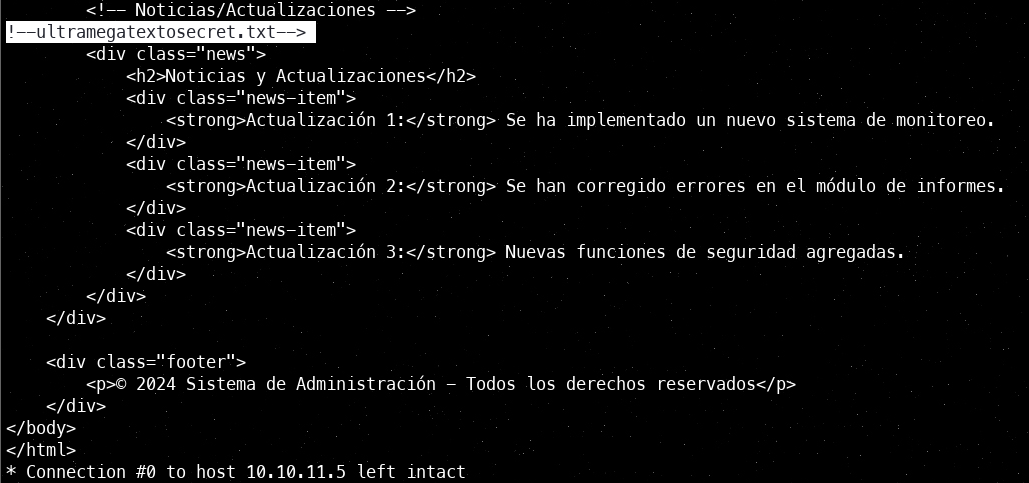 <!-- Noticias/Actualizaciones -->
!--ultramegatextosecret.txt-->
<div class="news">
<h2>Noticias y Actualizaciones</h2>
<div class="news-item">
<strong>Actualización 1:</strong> Se ha implementado un nuevo sistema de monitoreo.
</div>
<div class="news-item">
<strong>Actualización 2:</strong> Se han corregido errores en el módulo de informes.
</div>
<div class="news-item">
<strong>Actualización 3:</strong> Nuevas funciones de seguridad agregadas.
</div>
</div>
</div>
<div class="footer">
<p>© 2024 Sistema de Administración - Todos los derechos reservados</p>
</div>
</body>
</html>
* Connection #0 to host 10.10.11.5 left intact